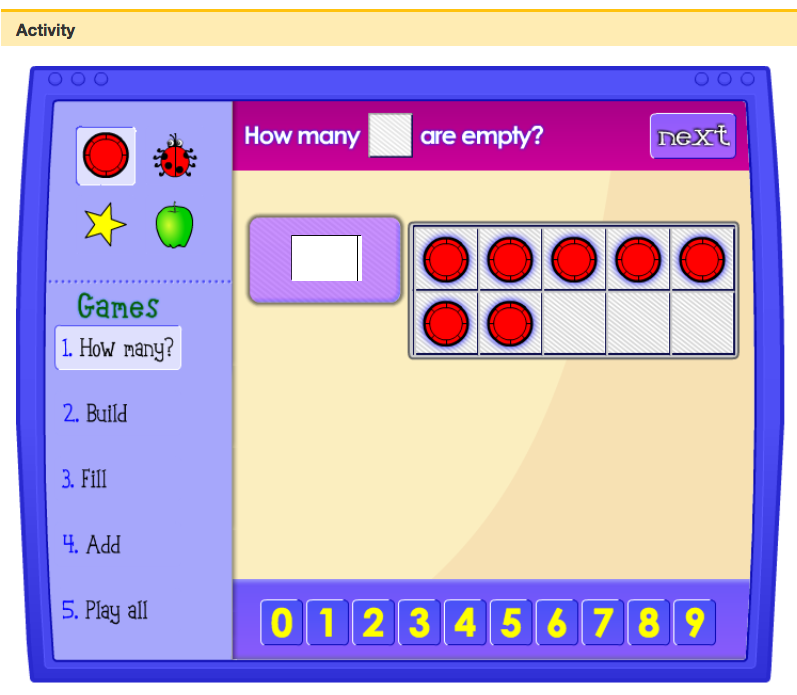 Activity
How many are empty?
next
Games
1. How many?
2. Build
3. Fill
4. Add
5. Play all
0 1 2 3 4 5 6 7 8 9